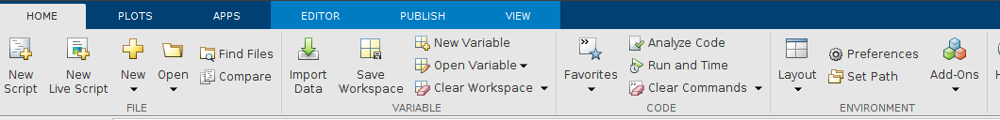 HOME PLOTS APPS EDITOR PUBLISH VIEW
New Script
New Live Script
New
Open
Find Files
Compare
FILE
Import Data
Save Workspace
New Variable
Open Variable
Clear Workspace
VARIABLE
Favorites
Analyze Code
Run and Time
Clear Commands
CODE
Layout
Preferences
Set Path
Add-Ons
ENVIRONMENT